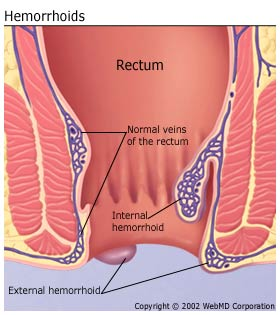 Hemorrhoids
Rectum
Normal veins
of the rectum
Internal
hemorrhoid
External hemorrhoid
Copyright © 2002 WebMD Corporation